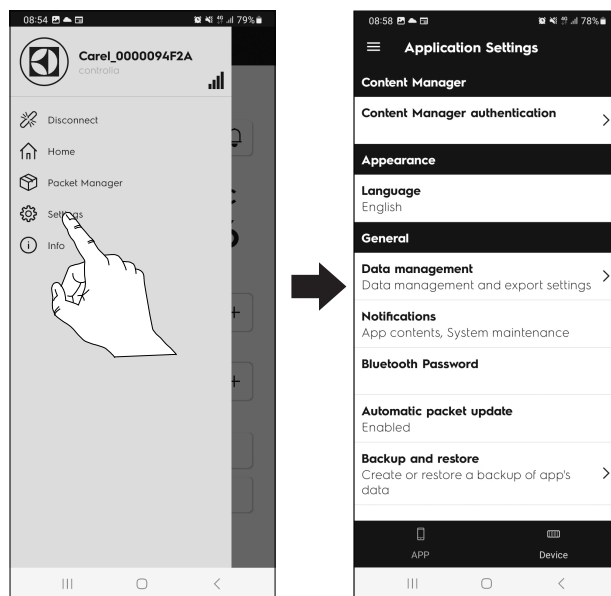 08:54
79%
Carel_0000094F2A
controlla
Disconnect
Home
Packet Manager
Settings
Info
08:58
78%
Application Settings
Content Manager
Content Manager authentication
Appearance
Language
English
General
Data management
Data management and export settings
Notifications
App contents, System maintenance
Bluetooth Password
Automatic packet update
Enabled
Backup and restore
Create or restore a backup of app's
data
APP
Device